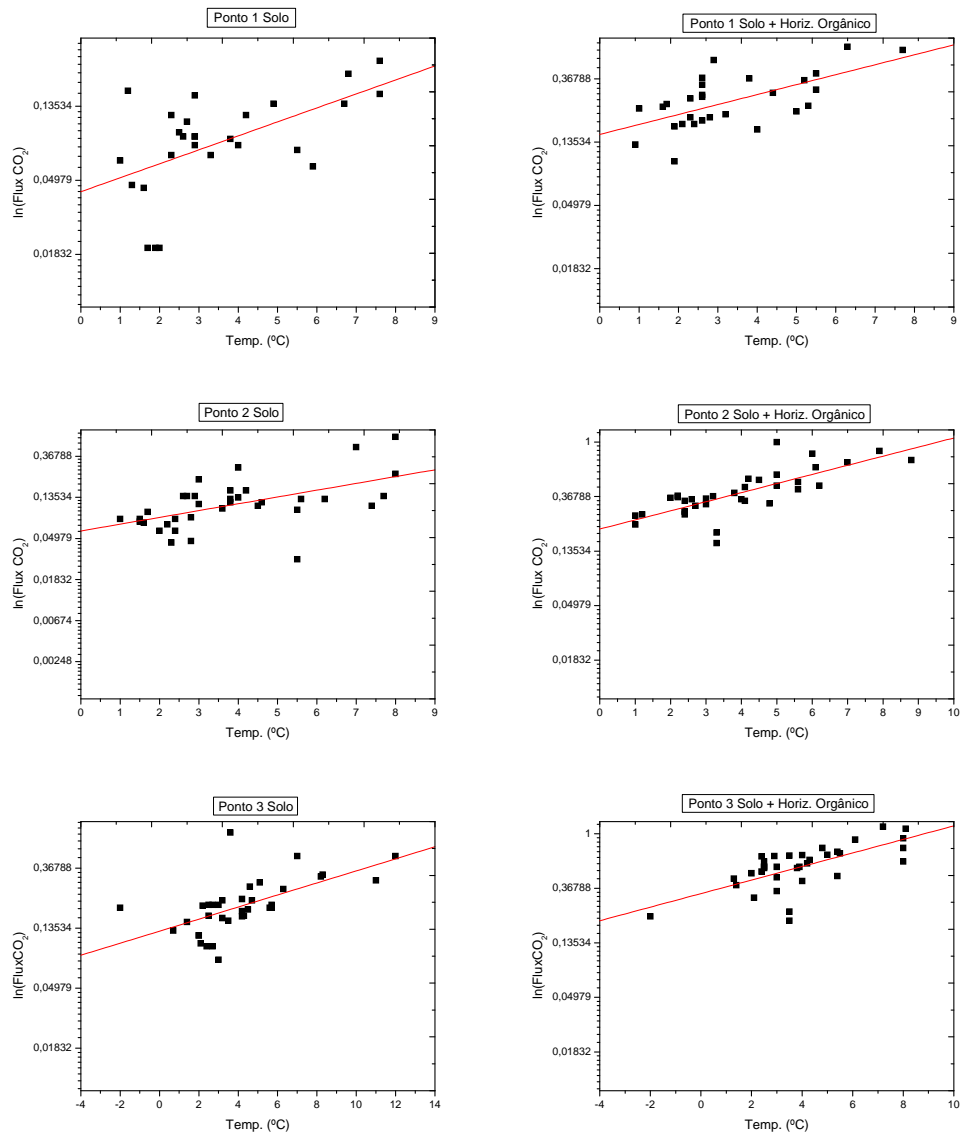 Ponto 1 Solo
0,13534
0,04979
0,01832
ln(Flux CO2)
0 1 2 3 4 5 6 7 8 9
Temp. (ºC)
Ponto 1 Solo + Horiz. Orgânico
0,36788
0,13534
0,04979
0,01832
ln(Flux CO2)
0 1 2 3 4 5 6 7 8 9
Temp. (ºC)
Ponto 2 Solo
0,36788
0,13534
0,04979
0,01832
0,00674
0,00248
ln(Flux CO2)
0 1 2 3 4 5 6 7 8 9
Temp. (ºC)
Ponto 2 Solo + Horiz. Orgânico
1
0,36788
0,13534
0,04979
0,01832
ln(Flux CO2)
0 1 2 3 4 5 6 7 8 9 10
Temp. (ºC)
Ponto 3 Solo
0,36788
0,13534
0,04979
0,01832
ln(FluxCO2)
-4 -2 0 2 4 6 8 10 12 14
Temp. (ºC)
Ponto 3 Solo + Horiz. Orgânico
1
0,36788
0,13534
0,04979
0,01832
ln(FluxCO2)
-4 -2 0 2 4 6 8 10
Temp. (ºC)